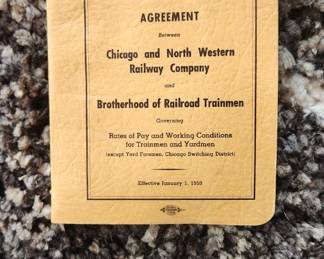 AGREEMENT
Between
Chicago and North Western
Railway Company
and
Brotherhood of Railroad Trainmen
Governing
Rates of Pay and Working Conditions
for Trainmen and Yardmen
(except Yard Foremen, Chicago Switching District)
Effective January 1,